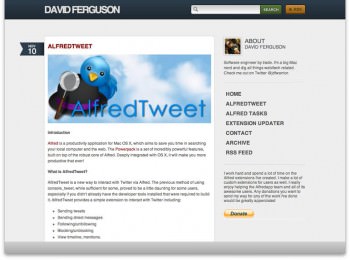 DAVID FERGUSON
SEARCH
RSS
NOV
10
ALFREDTWEET
AlfredTweet
Introduction
Alfred is a productivity application for Mac OS X, which aims to save you time in searching
your local computer and the web. The Powerpack is a set of incredibly powerful features,
built on top of the intout core of Alfred. Deeply integrated with OS X, it will make you more
productive than ever!
What is AlfredTweet?
AlfredTweet is a new way to interact with Twitter via Alfred. The previous method of using
console_tweet, while sufficient for some, proved to be a little daunting for some users,
especially if you didn't already have the developer tools installed that were required to build
it. AlfredTweet provides a simple extension to interact with Twitter, including:
Sending tweets
Sending direct messages
Following/unfollowing
Blocking/unblocking
View timeline, mentions,
ABOUT
DAVID FERGUSON
Software engineer by trade. It's a big Mac
nerd and dig all things web/tech related.
Check me out on Twitter @jdfwarrior.
HOME
ALFREDTWEET
ALFRED TASKS
EXTENSION UPDATER
CONTACT
ARCHIVE
RSS FEED
I work hard and spend a lot of time on the
work that is created. I make a lot of
custom extensions for users as well. I really
enjoy helping the Alfredapp team and all of its
awesome users. Any donations you want to send
my way for any of the work I've done
would be greatly appreciated
Donate